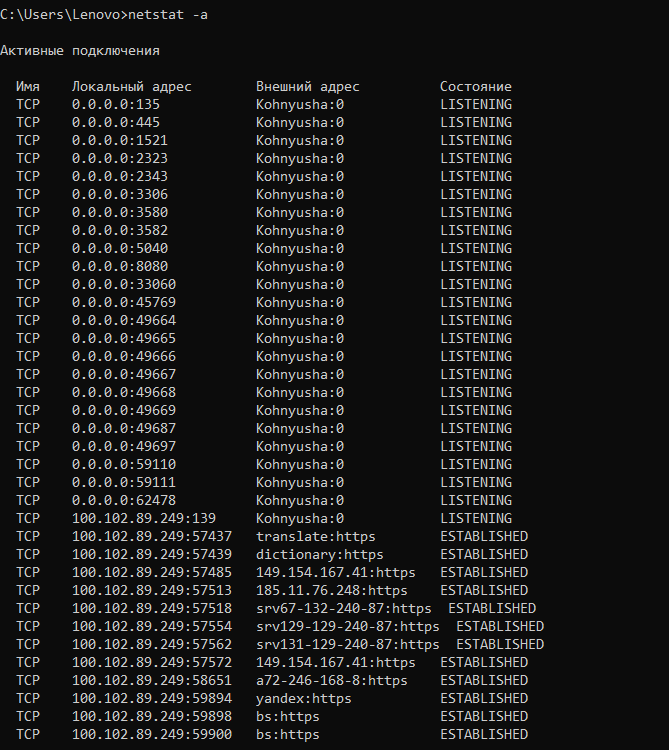 C:\Users\Lenovo>netstat -a
Активные подключения
Имя Локальный адрес Внешний адрес Состояние
TCP 0.0.0.0:135 Kohnyusha:0 LISTENING
TCP 0.0.0.0:445 Kohnyusha:0 LISTENING
TCP 0.0.0.0:1521 Kohnyusha:0 LISTENING
TCP 0.0.0.0:2323 Kohnyusha:0 LISTENING
TCP 0.0.0.0:2343 Kohnyusha:0 LISTENING
TCP 0.0.0.0:3306 Kohnyusha:0 LISTENING
TCP 0.0.0.0:3580 Kohnyusha:0 LISTENING
TCP 0.0.0.0:3582 Kohnyusha:0 LISTENING
TCP 0.0.0.0:5040 Kohnyusha:0 LISTENING
TCP 0.0.0.0:8080 Kohnyusha:0 LISTENING
TCP 0.0.0.0:33060 Kohnyusha:0 LISTENING
TCP 0.0.0.0:45769 Kohnyusha:0 LISTENING
TCP 0.0.0.0:49664 Kohnyusha:0 LISTENING
TCP 0.0.0.0:49665 Kohnyusha:0 LISTENING
TCP 0.0.0.0:49666 Kohnyusha:0 LISTENING
TCP 0.0.0.0:49667 Kohnyusha:0 LISTENING
TCP 0.0.0.0:49668 Kohnyusha:0 LISTENING
TCP 0.0.0.0:49669 Kohnyusha:0 LISTENING
TCP 0.0.0.0:49687 Kohnyusha:0 LISTENING
TCP 0.0.0.0:49697 Kohnyusha:0 LISTENING
TCP 0.0.0.0:59110 Kohnyusha:0 LISTENING
TCP 0.0.0.0:59111 Kohnyusha:0 LISTENING
TCP 0.0.0.0:62478 Kohnyusha:0 LISTENING
TCP 100.102.89.249:139 Kohnyusha:0 LISTENING
TCP 100.102.89.249:57437 translate:https ESTABLISHED
TCP 100.102.89.249:57439 dictionary:https ESTABLISHED
TCP 100.102.89.249:57485 149.154.167.41:https ESTABLISHED
TCP 100.102.89.249:57513 185.11.76.248:https ESTABLISHED
TCP 100.102.89.249:57518 srv67-132-240-87:https ESTABLISHED
TCP 100.102.89.249:57554 srv129-129-240-87:https ESTABLISHED
TCP 100.102.89.249:57562 srv131-129-240-87:https ESTABLISHED
TCP 100.102.89.249:57572 149.154.167.41:https ESTABLISHED
TCP 100.102.89.249:58651 a72-246-168-8:https ESTABLISHED
TCP 100.102.89.249:59894 yandex:https ESTABLISHED
TCP 100.102.89.249:59898 bs:https ESTABLISHED
TCP 100.102.89.249:59900 bs:https ESTABLISHED